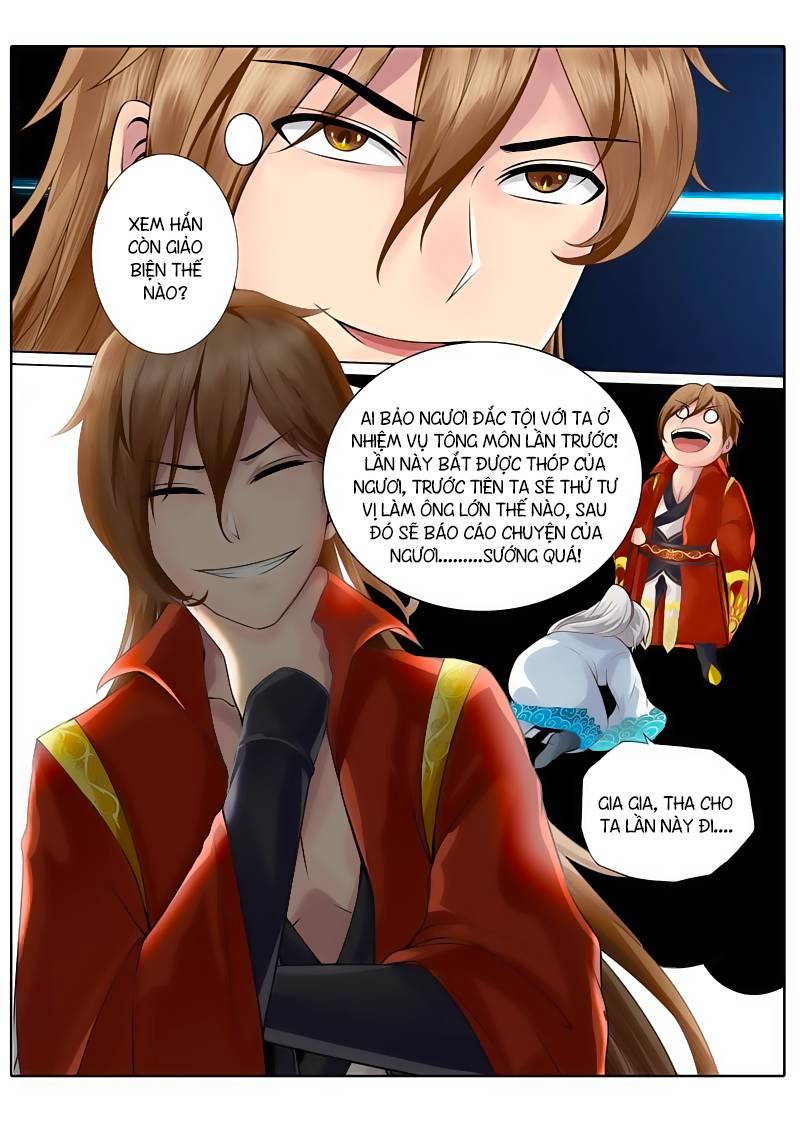 XEM HẮN
CÒN GIẢO
BIỆN THẾ
NÀO?
AI BẢO NGƯƠI ĐẮC TỘI VỚI TA Ở
NHIỆM VỤ TÔNG MÔN LẦN TRƯỚC!
LẦN NÀY BẮT ĐƯỢC THÓP CỦA
NGƯƠI, TRƯỚC TIÊN TA SẼ THỬ TƯ
VỊ LÀM ÔNG LỚN THẾ NÀO, SAU
ĐÓ SẼ BÁO CÁO CHUYỆN CỦA
NGƯƠI.........SƯỚNG QUÁ!
GIA GIA, THA CHO
TA LẦN NÀY ĐI....